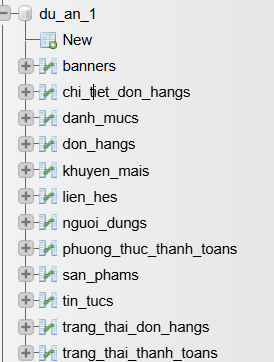 du_an_1
New
banners
chi_tiet_don_hangs
danh_mucs
don_hangs
khuyen_mais
lien_hes
nguoi_dungs
phuong_thuc_thanh_toans
san_phams
tin_tucs
trang_thai_don_hangs
trang_thai_thanh_toans